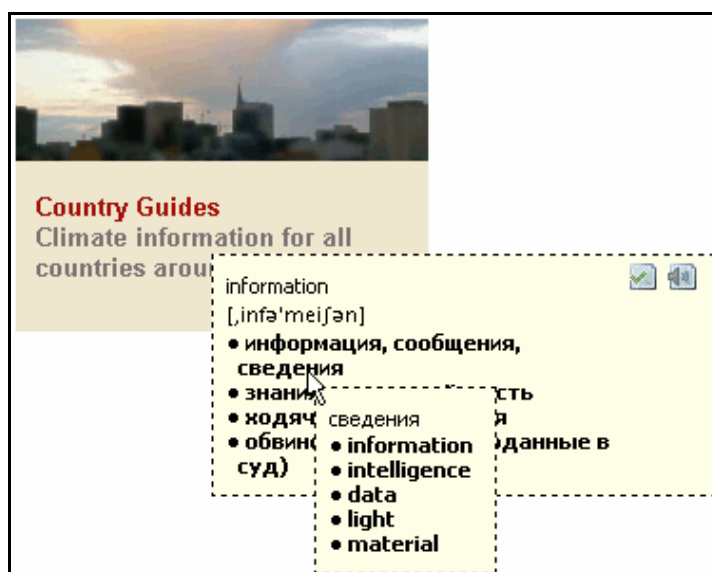 Country Guides
Climate information for all
countries arou
information
[,infə'meiʃən]
• информация, сообщения,
сведения
• знани сть
• ходяч я
• обвин данные в
суд)
сведения
• information
• intelligence
• data
• light
• material